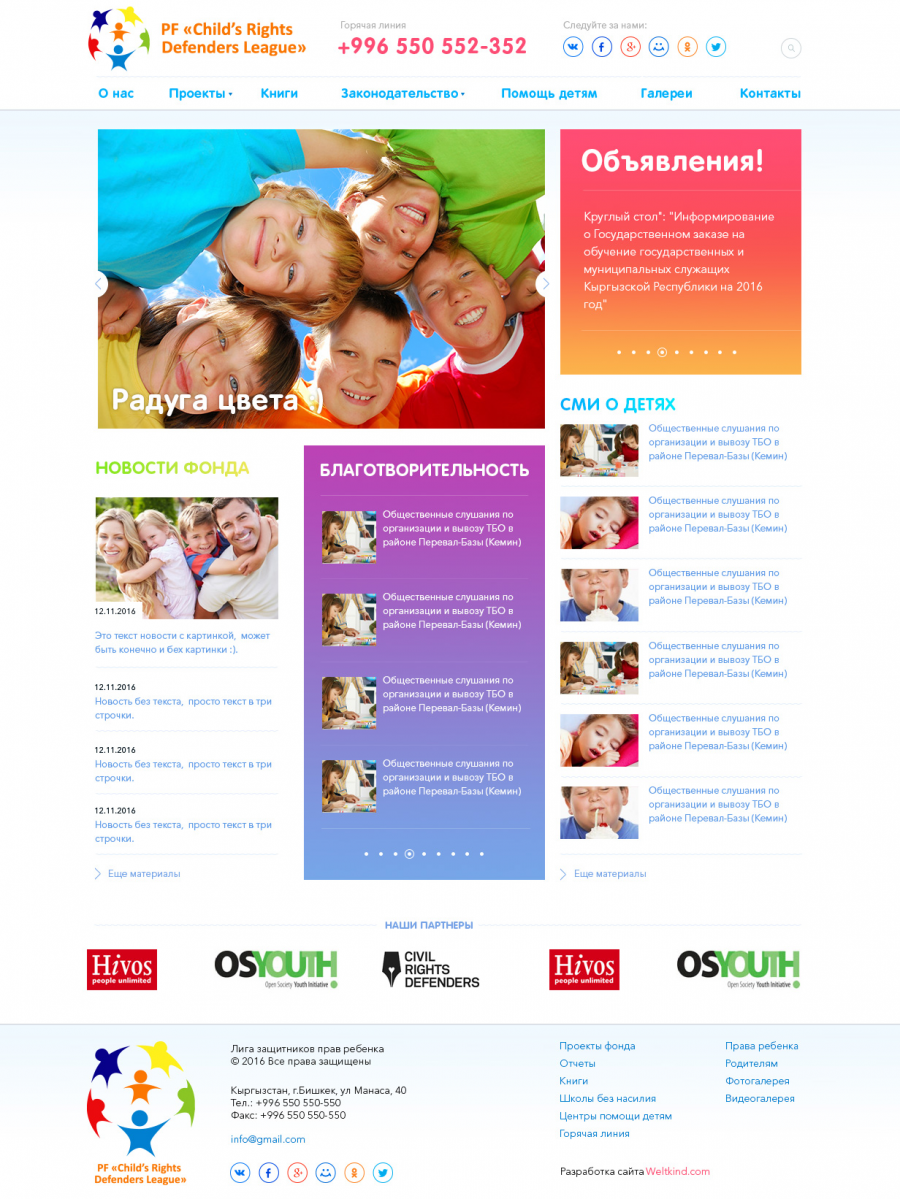 PF «Child's Rights
Defenders League»
Горячая линия
+996 550 552-352
Следуйте за нами:
О нас
Проекты
Книги
Законодательство
Помощь детям
Галереи
Контакты
Радуга цвета :)
Объявления!
Круглый стол": "Информирование
о Государственном заказе на
обучение государственных и
муниципальных служащих
Кыргызской Республики на 2016
год"
НОВОСТИ ФОНДА
12.11.2016
Это текст новости с картинкой, может
быть конечно и бех картинки :).
12.11.2016
Новость без текста, просто текст в три
строчки.
12.11.2016
Новость без текста, просто текст в три
строчки.
12.11.2016
Новость без текста, просто текст в три
строчки.
Еще материалы
БЛАГОТВОРИТЕЛЬНОСТЬ
Общественные слушания по
организации и вывозу ТБО в
районе Перевал-Базы (Кемин)
Общественные слушания по
организации и вывозу ТБО в
районе Перевал-Базы (Кемин)
Общественные слушания по
организации и вывозу ТБО в
районе Перевал-Базы (Кемин)
Общественные слушания по
организации и вывозу ТБО в
районе Перевал-Базы (Кемин)
СМИ О ДЕТЯХ
Общественные слушания по
организации и вывозу ТБО в
районе Перевал-Базы (Кемин)
Общественные слушания по
организации и вывозу ТБО в
районе Перевал-Базы (Кемин)
Общественные слушания по
организации и вывозу ТБО в
районе Перевал-Базы (Кемин)
Общественные слушания по
организации и вывозу ТБО в
районе Перевал-Базы (Кемин)
Общественные слушания по
организации и вывозу ТБО в
районе Перевал-Базы (Кемин)
Общественные слушания по
организации и вывозу ТБО в
районе Перевал-Базы (Кемин)
Еще материалы
НАШИ ПАРТНЕРЫ
Hivos
people unlimited
OSYOUTH
Open Society Youth Initiative
CIVIL
RIGHTS
DEFENDERS
Hivos
people unlimited
OSYOUTH
Open Society Youth Initiative
PF «Child's Rights
Defenders League»
Лига защитников прав ребенка
© 2016 Все права защищены
Кыргызстан, г.Бишкек, ул Манаса, 40
Тел.: +996 550 550-550
Факс: +996 550 550-550
info@gmail.com
Проекты фонда
Отчеты
Книги
Школы без насилия
Центры помощи детям
Горячая линия
Права ребенка
Родителям
Фотогалерея
Видеогалерея
Разработка сайта Weltkind.com